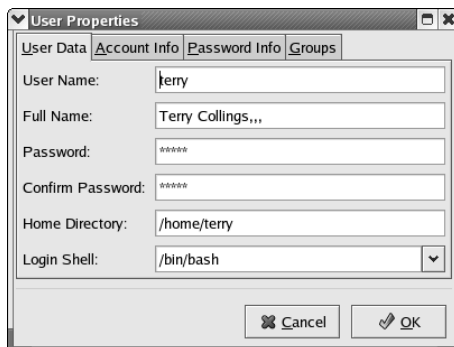 User Properties
User Data Account Info Password Info Groups
User Name: terry
Full Name: Terry Collings,,,
Password: *****
Confirm Password: *****
Home Directory: /home/terry
Login Shell: /bin/bash
Cancel OK